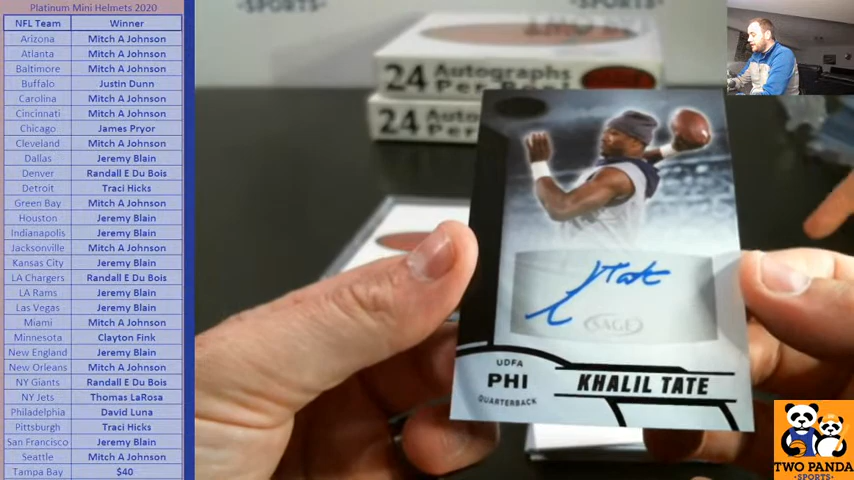 Platinum Mini Helmets 2020
NFL Team Winner
Arizona Mitch A Johnson
Atlanta Mitch A Johnson
Baltimore Mitch A Johnson
Buffalo Justin Dunn
Carolina Mitch A Johnson
Cincinnati Mitch A Johnson
Chicago James Pryor
Cleveland Mitch A Johnson
Dallas Jeremy Blain
Denver Randall E Du Bois
Detroit Traci Hicks
Green Bay Mitch A Johnson
Houston Jeremy Blain
Indianapolis Jeremy Blain
Jacksonville Mitch A Johnson
Kansas City Jeremy Blain
LA Chargers Randall E Du Bois
LA Rams Jeremy Blain
Las Vegas Jeremy Blain
Miami Mitch A Johnson
Minnesota Clayton Fink
New England Jeremy Blain
New Orleans Mitch A Johnson
NY Giants Randall E Du Bois
NY Jets Thomas LaRosa
Philadelphia David Luna
Pittsburgh Traci Hicks
San Francisco Jeremy Blain
Seattle Mitch A Johnson
Tampa Bay $40
SPORTS
24 Autographs
Per Box!
24 Autog
Per
KTate
SAGE
UDFA
PHI
QUARTERBACK
KHALIL TATE
TWO PANDA
•SPORTS•